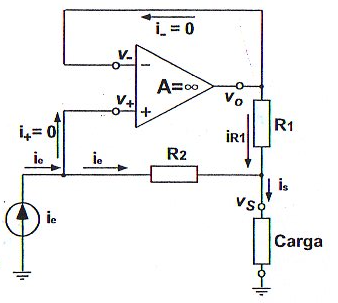 i₋ = 0
v₋
A=∞
v₊
v₀
i₊= 0
iR1
R1
iₑ
iₑ
R2
iₛ
vₛ
iₑ
Carga